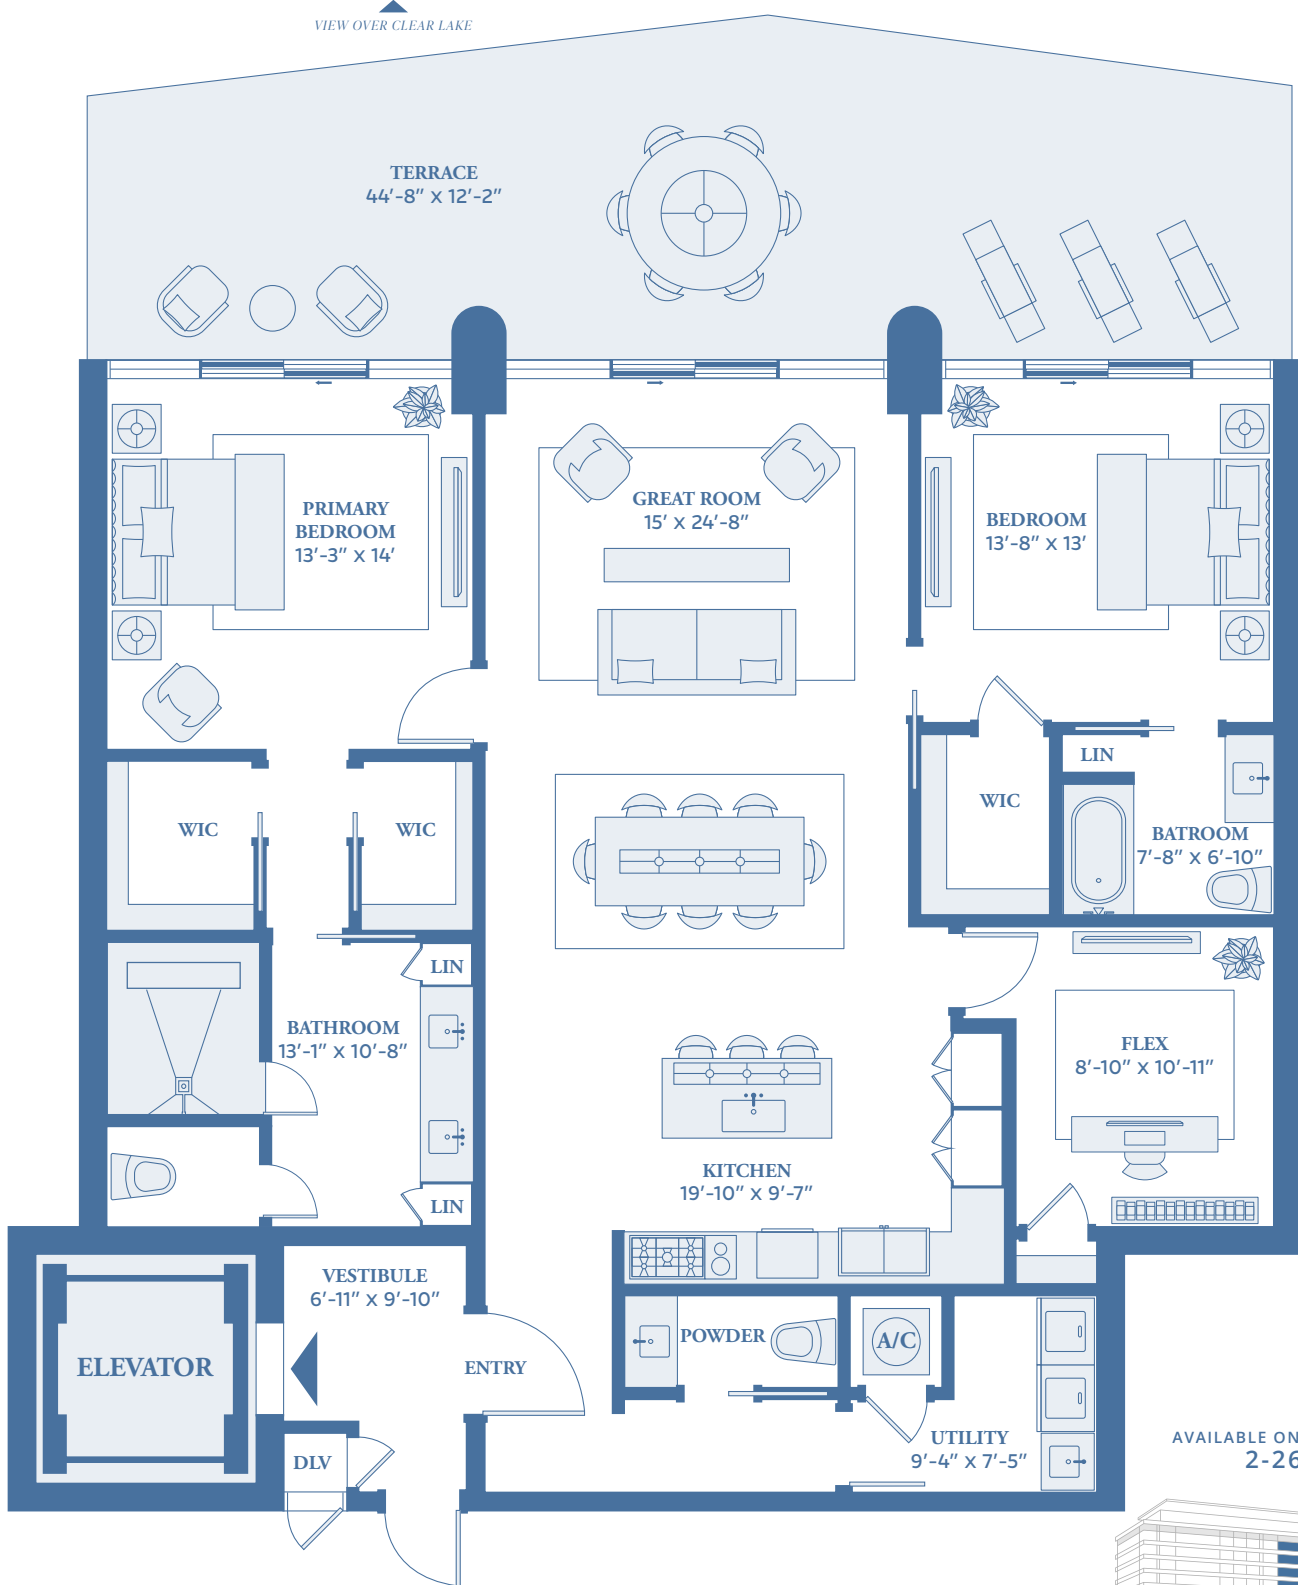 VIEW OVER CLEAR LAKE
TERRACE
44'-8" X 12'-2"
PRIMARY
BEDROOM
13'-3" X 14'
GREAT ROOM
15' X 24'-8"
BEDROOM
13'-8" X 13'
WIC
WIC
WIC
LIN
BATROOM
7'-8" X 6'-10"
LIN
BATHROOM
13'-1" X 10'-8"
LIN
FLEX
8'-10" X 10'-11"
KITCHEN
19'-10" X 9'-7"
VESTIBULE
6'-11" X 9'-10"
ELEVATOR
ENTRY
POWDER
A/C
DLV
UTILITY
9'-4" X 7'-5"
AVAILABLE ON
2-26